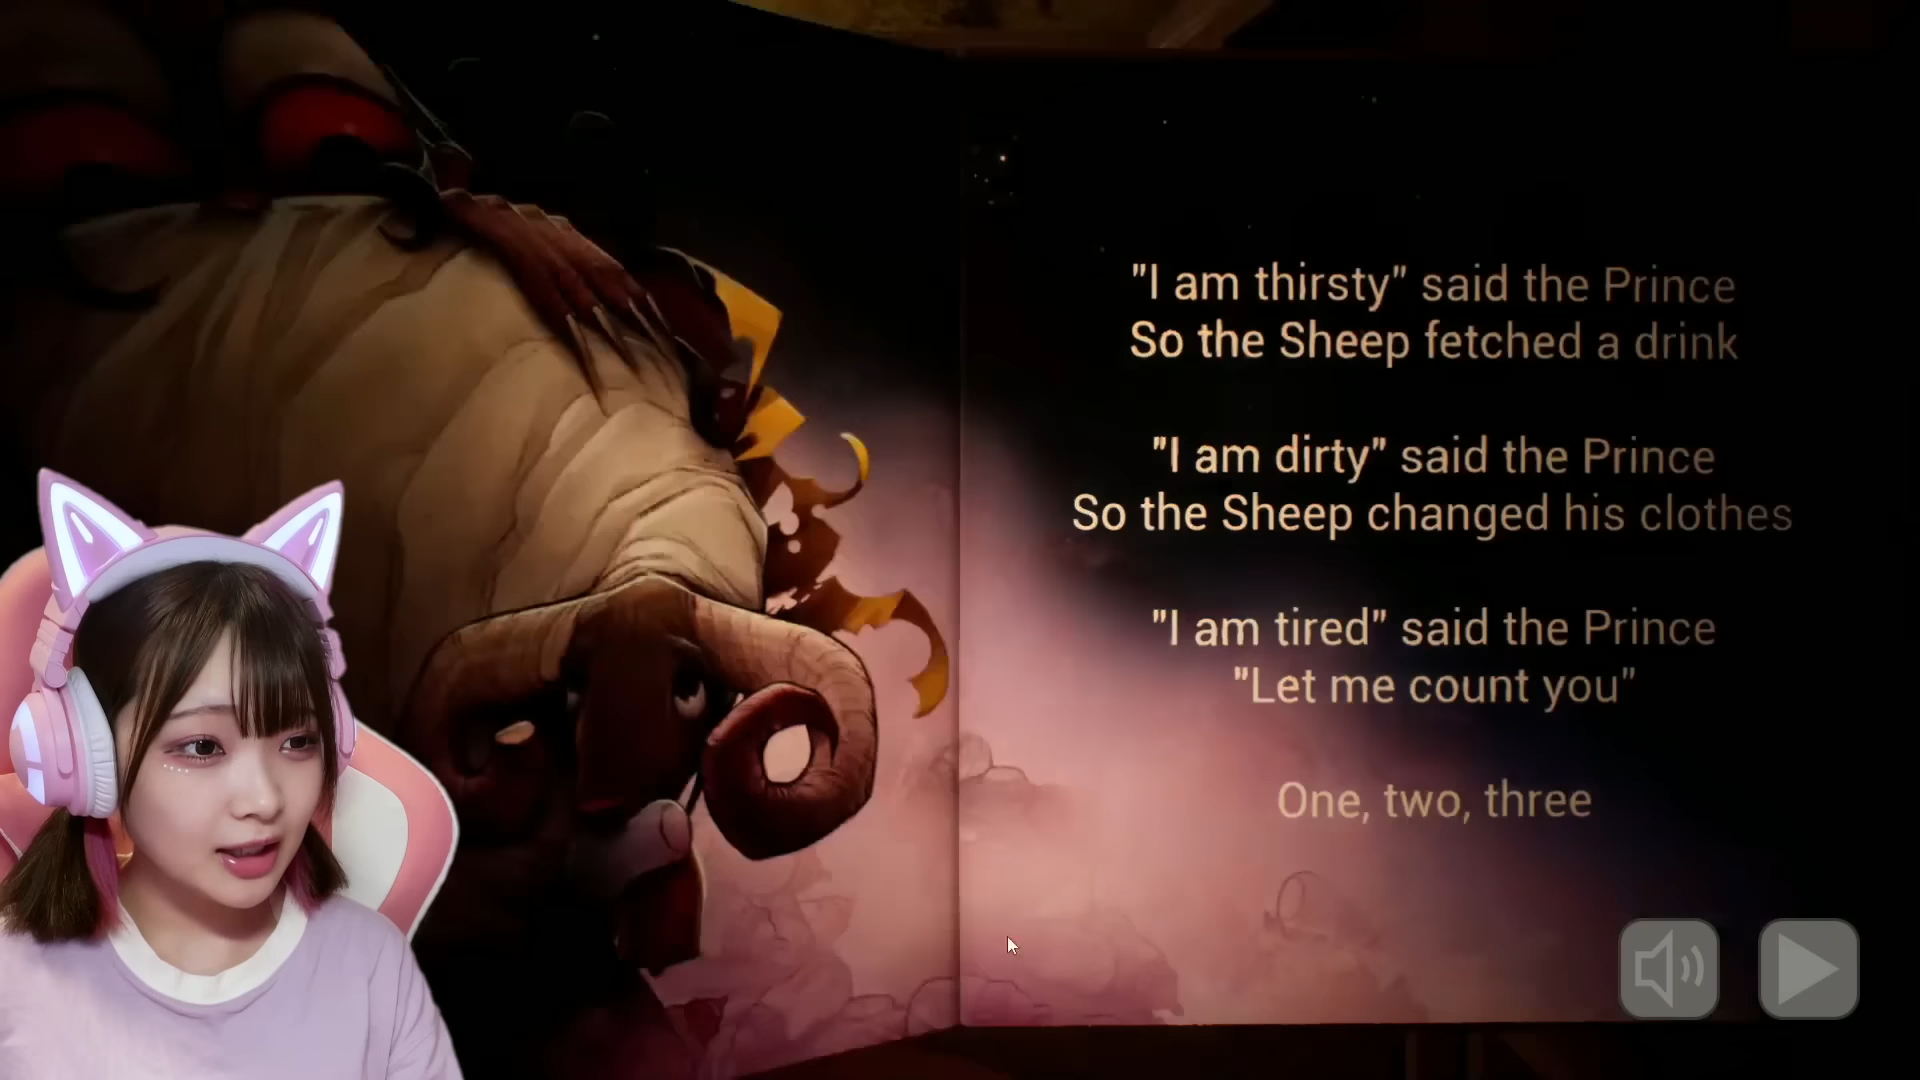 "I am thirsty" said the Prince
So the Sheep fetched a drink
"I am dirty" said the Prince
So the Sheep changed his clothes
"I am tired" said the Prince
"Let me count you"
One, two, three